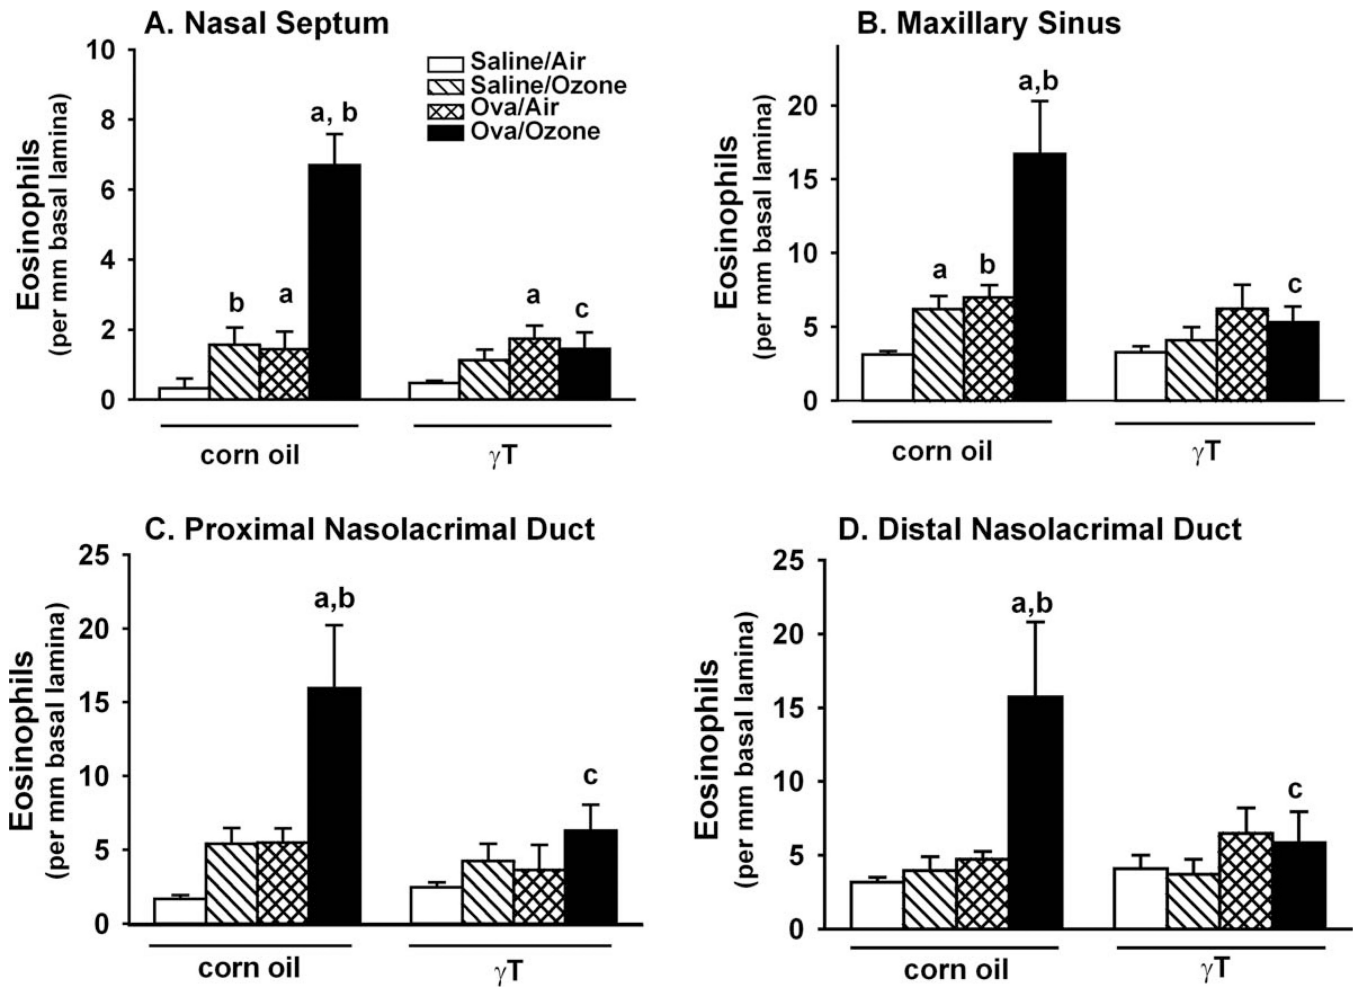 A. Nasal Septum
10
8
6
4
2
0
Eosinophils
(per mm basal lamina)
Saline/Air
Saline/Ozone
Ova/Air
Ova/Ozone
b
a
a, b
a
c
corn oil
γT
B. Maxillary Sinus
20
15
10
5
0
Eosinophils
(per mm basal lamina)
a
b
a,b
c
corn oil
γT
C. Proximal Nasolacrimal Duct
25
20
15
10
5
0
Eosinophils
(per mm basal lamina)
a,b
c
corn oil
γT
D. Distal Nasolacrimal Duct
25
20
15
10
5
0
Eosinophils
(per mm basal lamina)
a,b
c
corn oil
γT